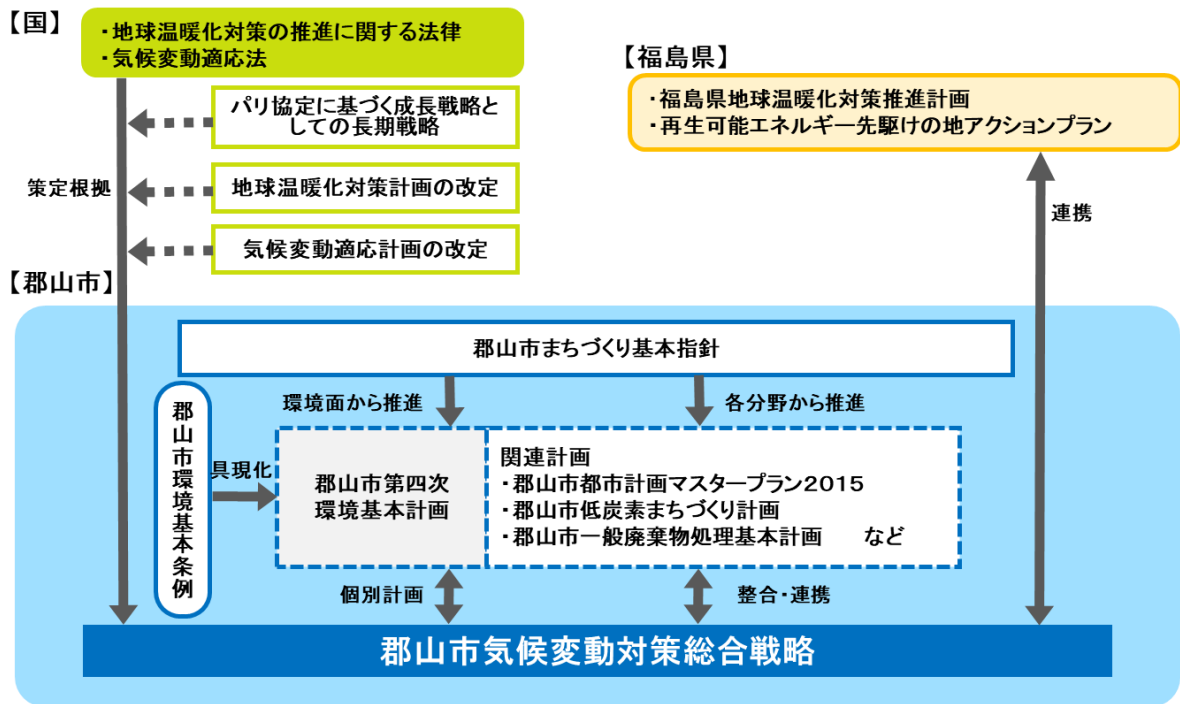 【国】
・地球温暖化対策の推進に関する法律
・気候変動適応法
【福島県】
・福島県地球温暖化対策推進計画
・再生可能エネルギー先駆けの地アクションプラン
パリ協定に基づく成長戦略と
しての長期戦略
策定根拠
地球温暖化対策計画の改定
連携
気候変動適応計画の改定
【郡山市】
郡山市まちづくり基本指針
環境面から推進
各分野から推進
郡山市環境基本条例
具現化
郡山市第四次
環境基本計画
関連計画
・郡山市都市計画マスタープラン2015
・郡山市低炭素まちづくり計画
・郡山市一般廃棄物処理基本計画　など
個別計画
整合・連携
郡山市気候変動対策総合戦略